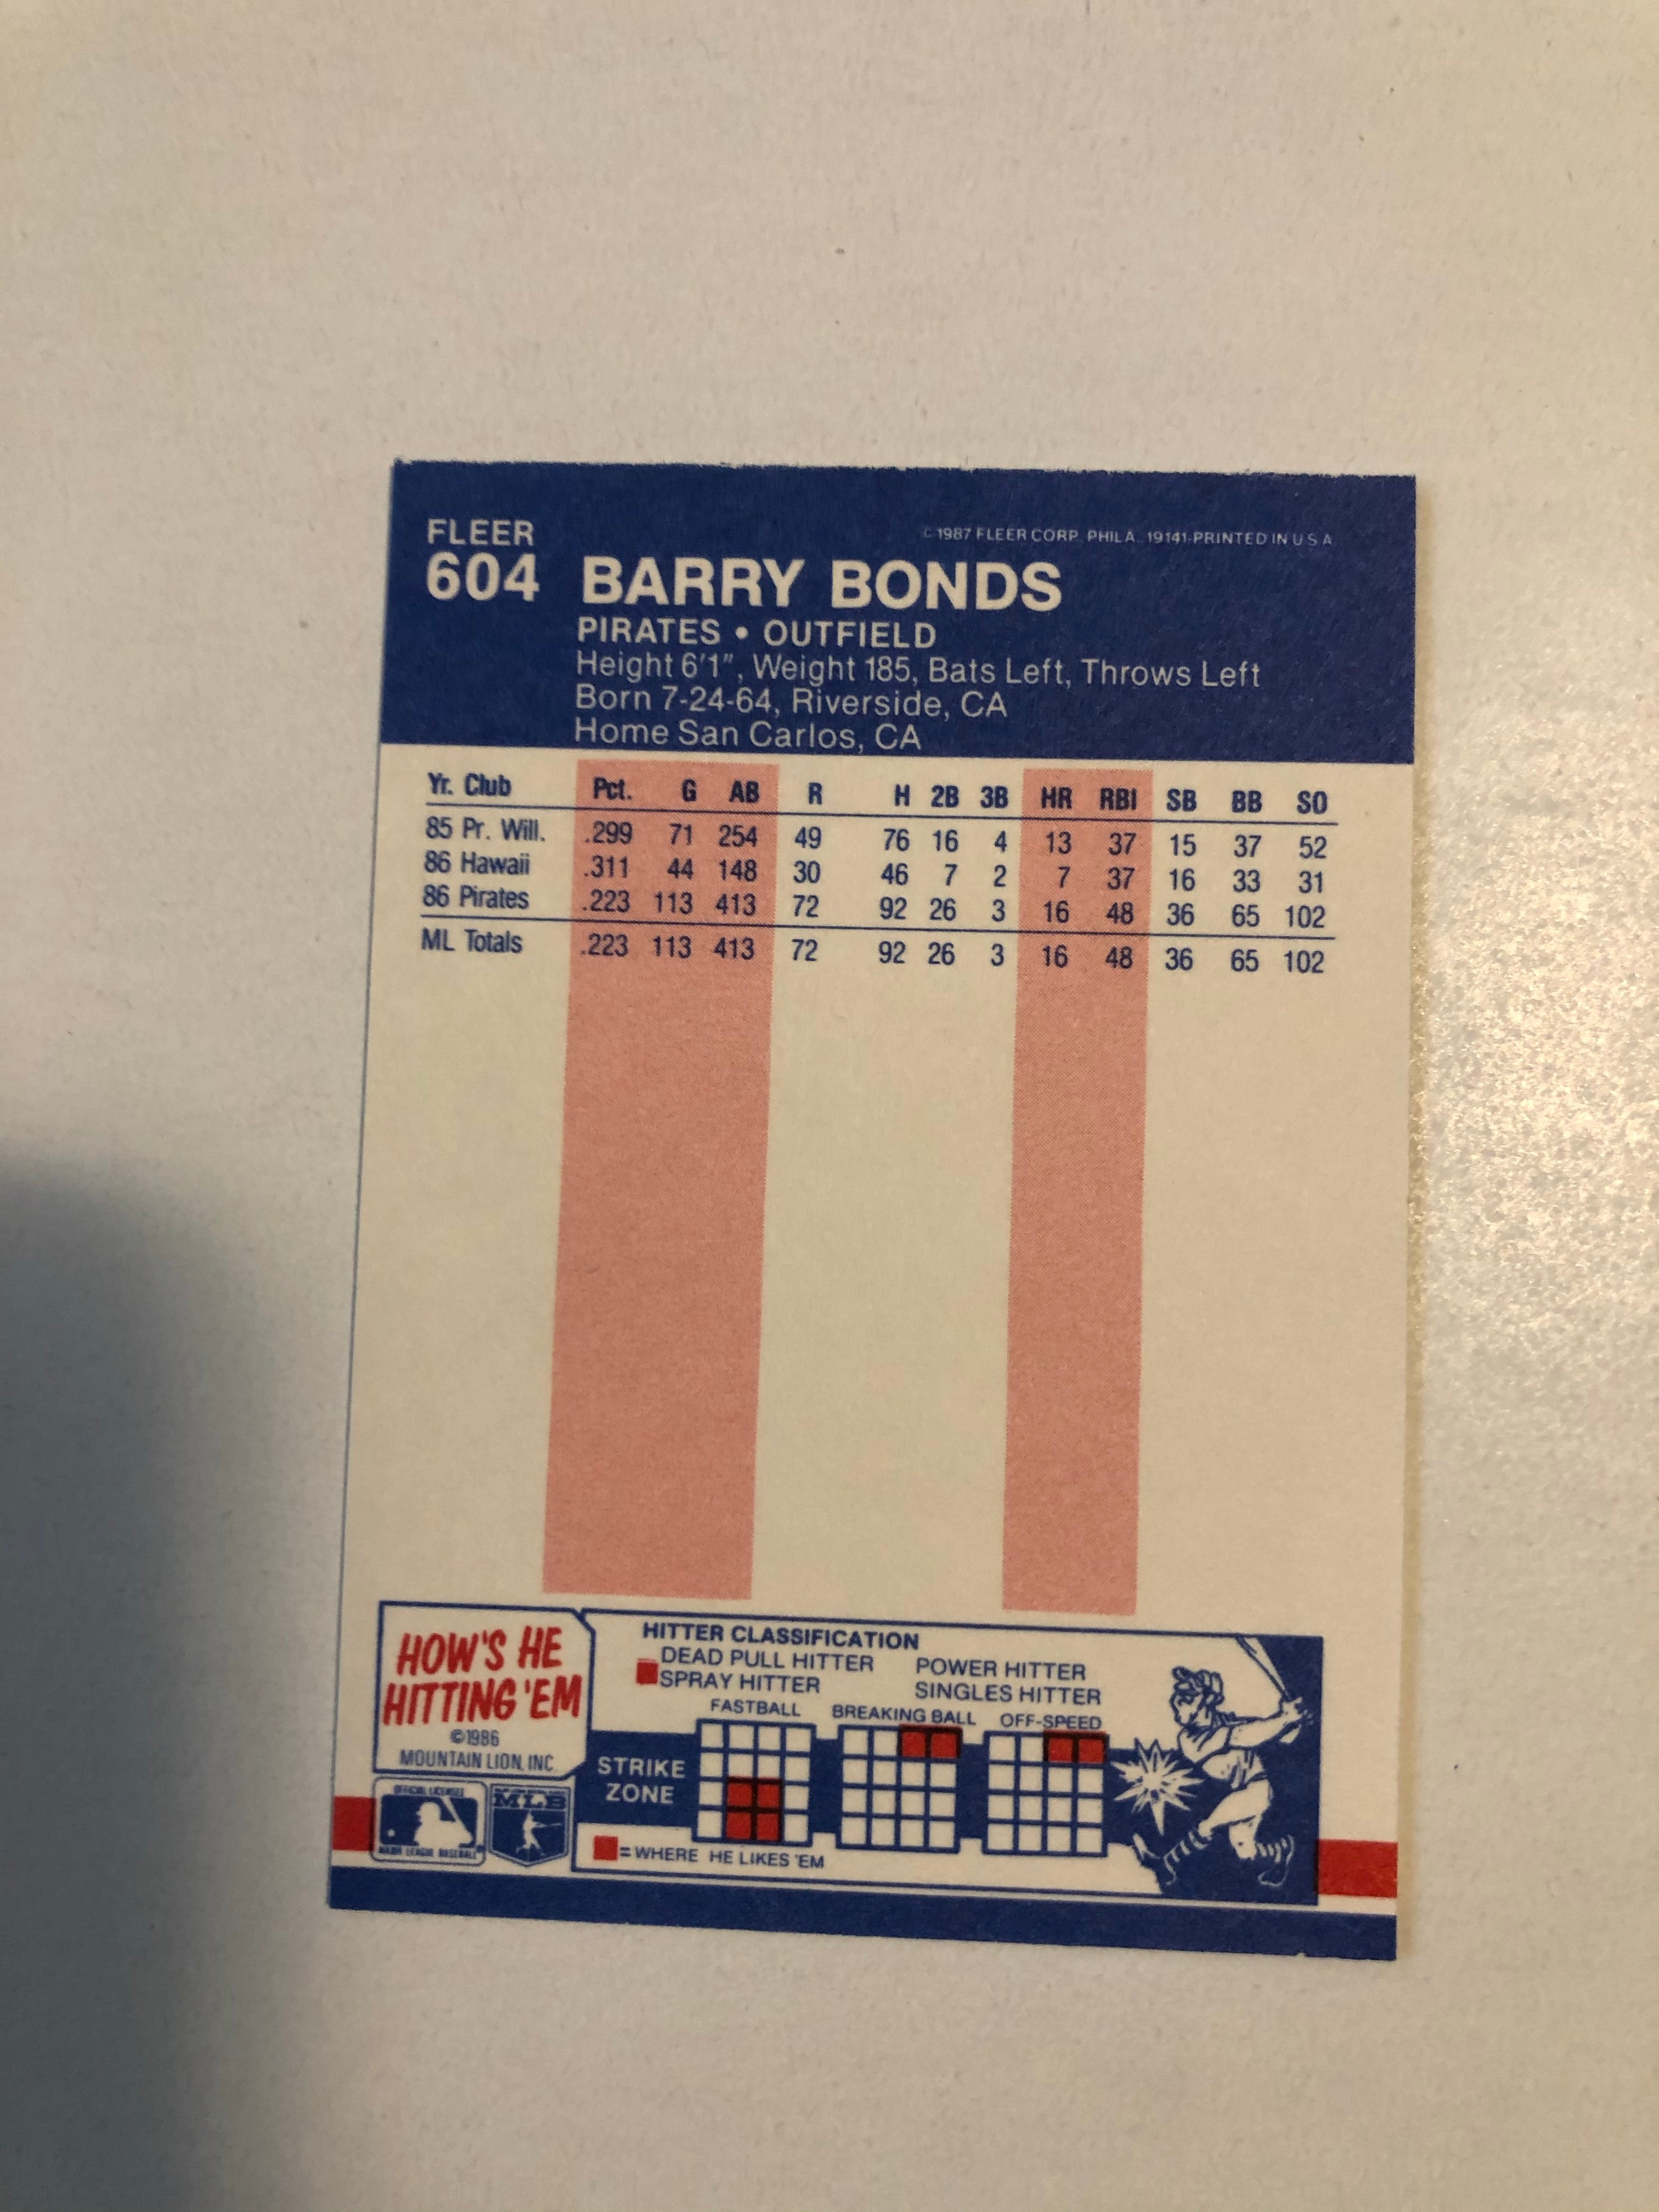 FLEER
© 1987 FLEER CORP. PHILA. 19141-PRINTED IN U S A
604 BARRY BONDS
PIRATES • OUTFIELD
Height 6'1", Weight 185, Bats Left, Throws Left
Born 7-24-64, Riverside, CA
Home San Carlos, CA
Yr. Club Pct. G AB R H 2B 3B HR RBI SB BB SO
85 Pr. Will. .299 71 254 49 76 16 4 13 37 15 37 52
86 Hawaii .311 44 148 30 46 7 2 7 37 16 33 31
86 Pirates .223 113 413 72 92 26 3 16 48 36 65 102
ML Totals .223 113 413 72 92 26 3 16 48 36 65 102
HOW'S HE
HITTING 'EM
©1986
MOUNTAIN LION, INC.
HITTER CLASSIFICATION
DEAD PULL HITTER POWER HITTER
SPRAY HITTER SINGLES HITTER
FASTBALL BREAKING BALL OFF-SPEED
STRIKE
ZONE
= WHERE HE LIKES 'EM
OFFICIAL LICENSEE
MAJOR LEAGUE BASEBALL
MLB